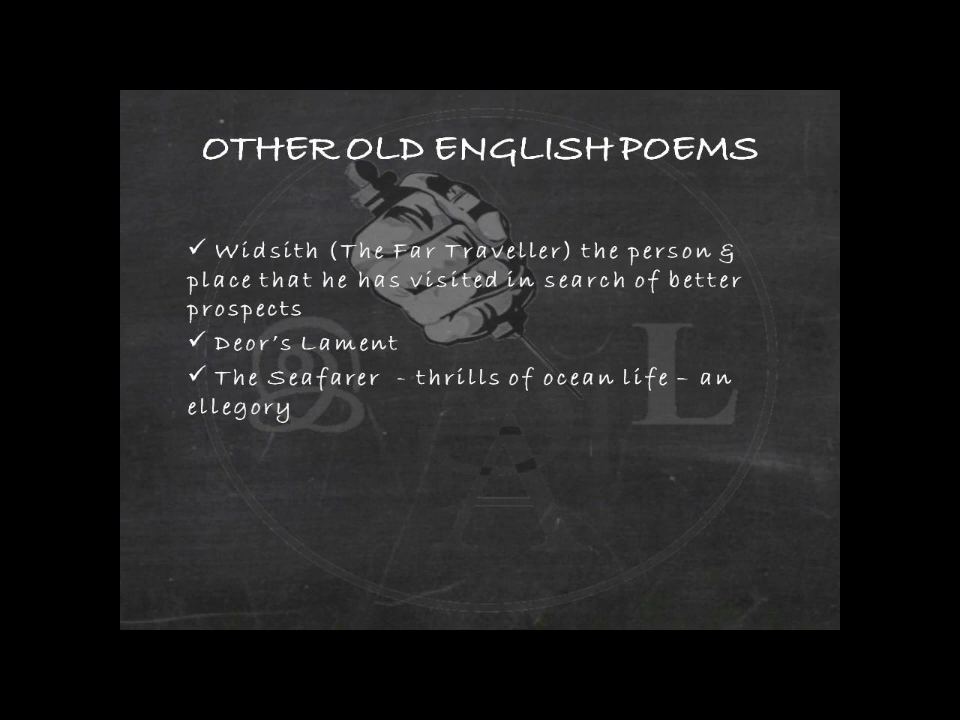 OTHER OLD ENGLISH POEMS
✓ Widsith (The Far Traveller) the person &
place that he has visited in search of better
prospects
✓ Deor's Lament
✓ The Seafarer - thrills of ocean life – an
ellegory
L
A